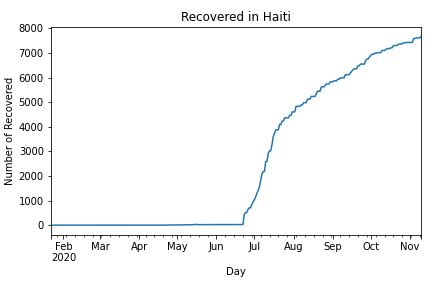 Recovered in Haiti
Number of Recovered
8000
7000
6000
5000
4000
3000
2000
1000
0
Feb Mar Apr May Jun Jul Aug Sep Oct Nov
2020
Day